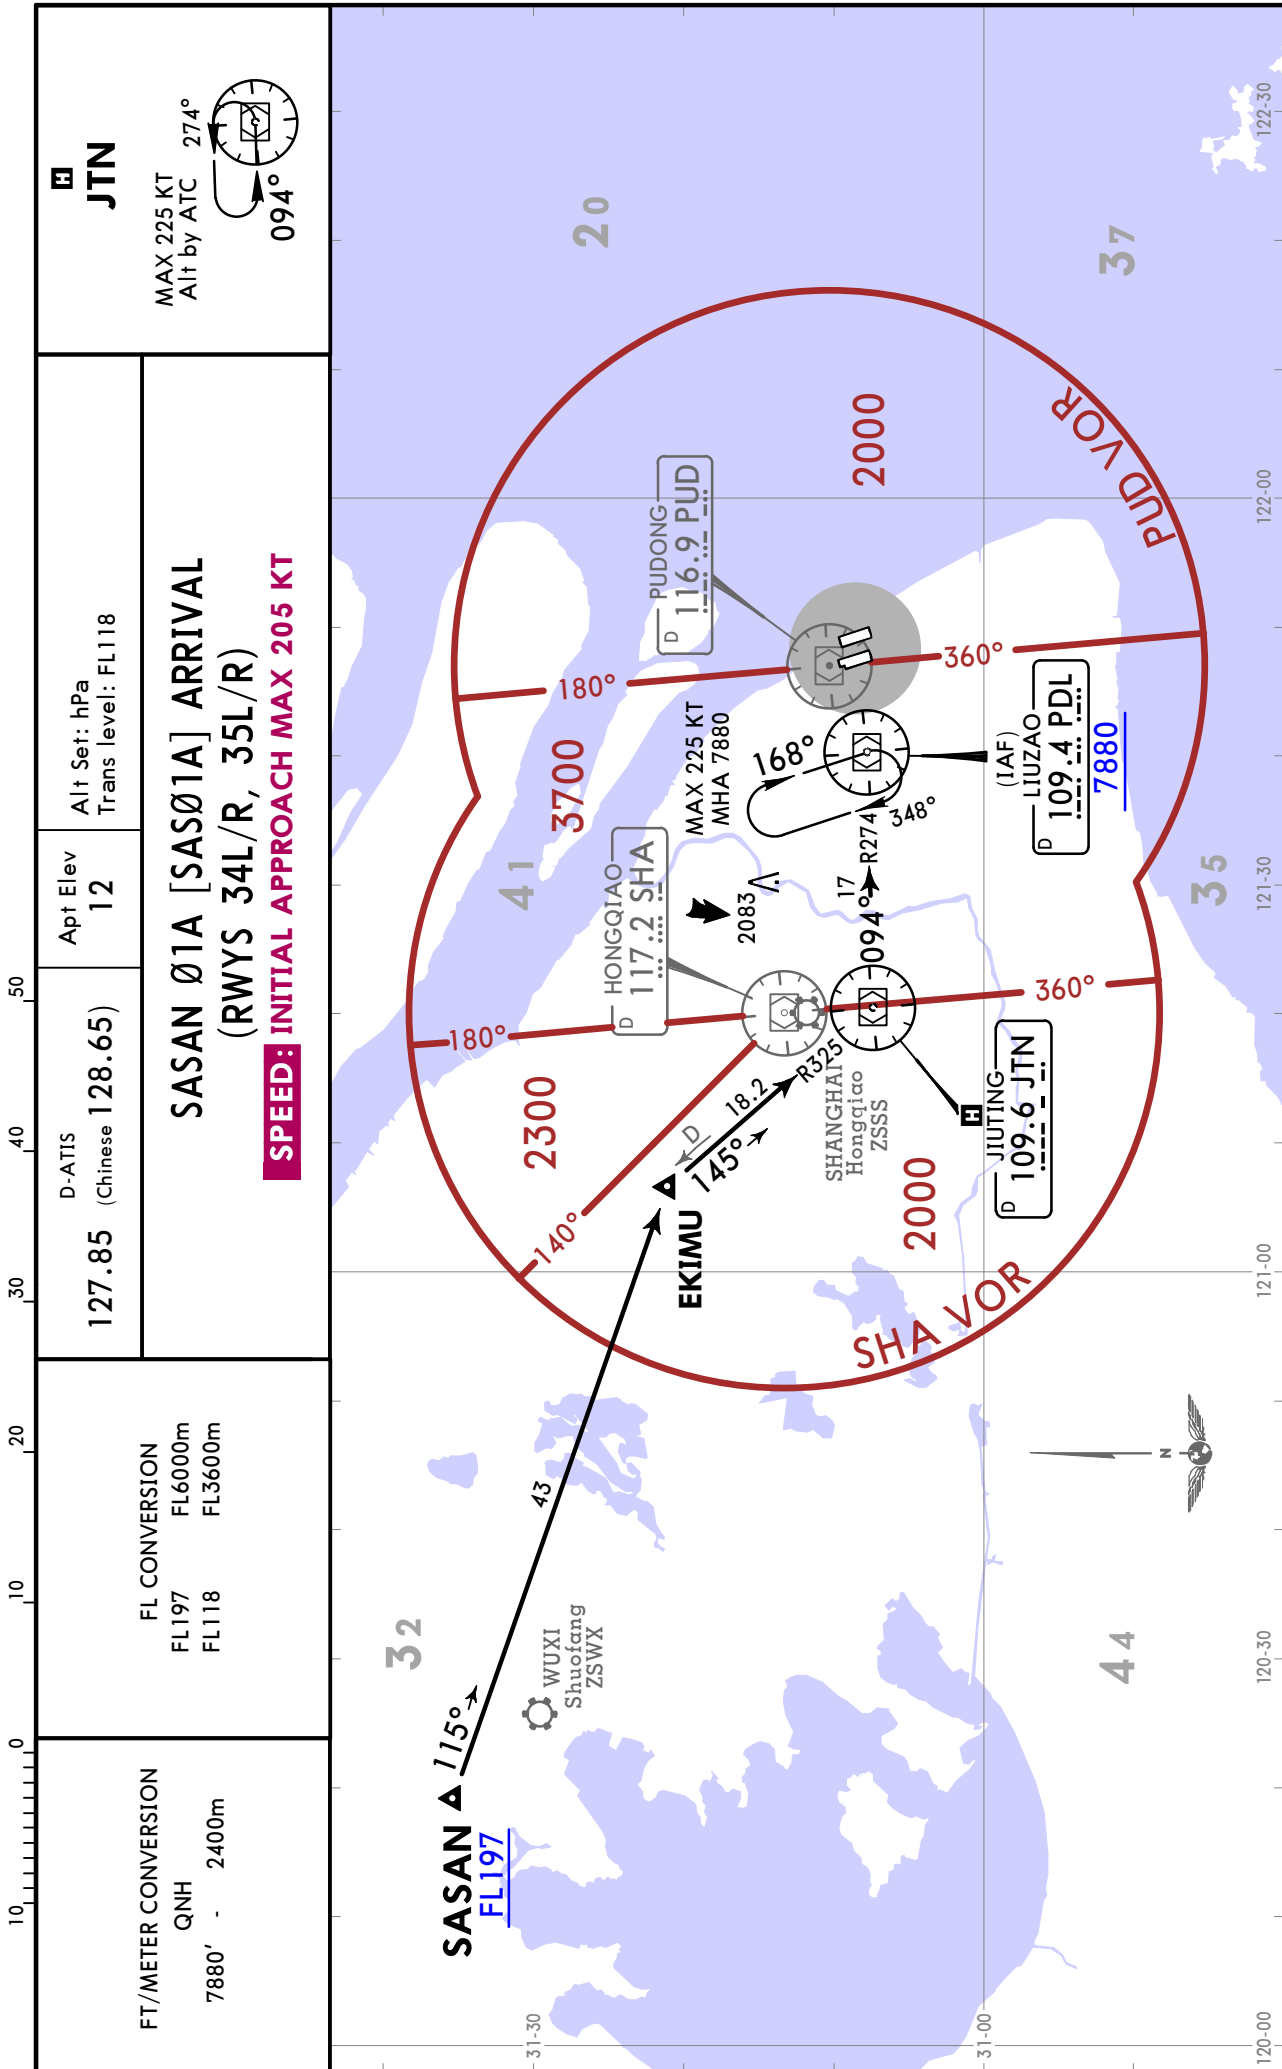 10 0 10 20 30 40 50
FT/METER CONVERSION
QNH
7880' - 2400m
FL CONVERSION
FL197 FL6000m
FL118 FL3600m
D-ATIS
127.85 (Chinese 128.65)
Apt Elev
12
Alt Set: hPa
Trans level: FL118
SASAN Ø1A [SASØ1A] ARRIVAL
(RWYS 34L/R, 35L/R)
SPEED: INITIAL APPROACH MAX 205 KT
H
JTN
MAX 225 KT
Alt by ATC
274°
094°
32
41
20
44
35
37
SASAN
FL197
115°
43
WUXI
Shuofang
ZSWX
EKIMU
D
145°
18.2
R325
140°
180°
2300
2000
SHA VOR
D HONGQIAO
117.2 SHA
SHANGHAI
Hongqiao
ZSSS
H
D JIUTING
109.6 JTN
360°
094°
17
R274
2083
3700
MAX 225 KT
MHA 7880
168°
348°
(IAF)
D LIUZAO
109.4 PDL
7880
180°
D PUDONG
116.9 PUD
360°
2000
PUD VOR
N
31-30
31-00
120-00
120-30
121-00
121-30
122-00
122-30